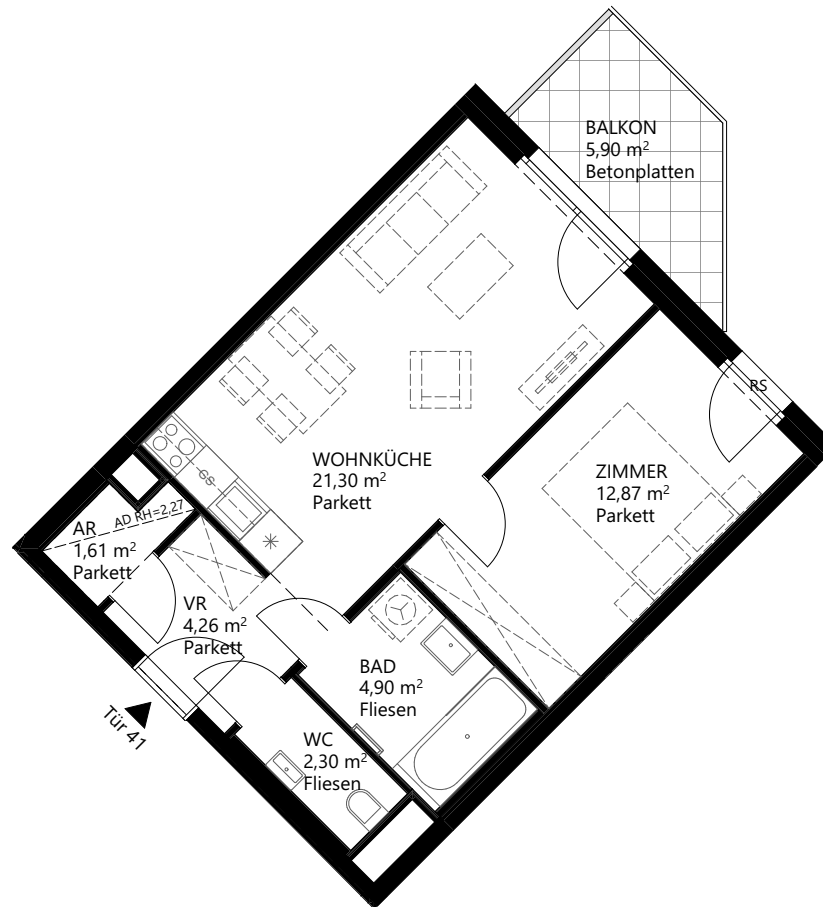 BALKON
5,90 m²
Betonplatten
RS
WOHNKÜCHE
21,30 m²
Parkett
ZIMMER
12,87 m²
Parkett
GS
AD RH=2,27
AR
1,61 m²
Parkett
VR
4,26 m²
Parkett
BAD
4,90 m²
Fliesen
WC
2,30 m²
Fliesen
Tür 41